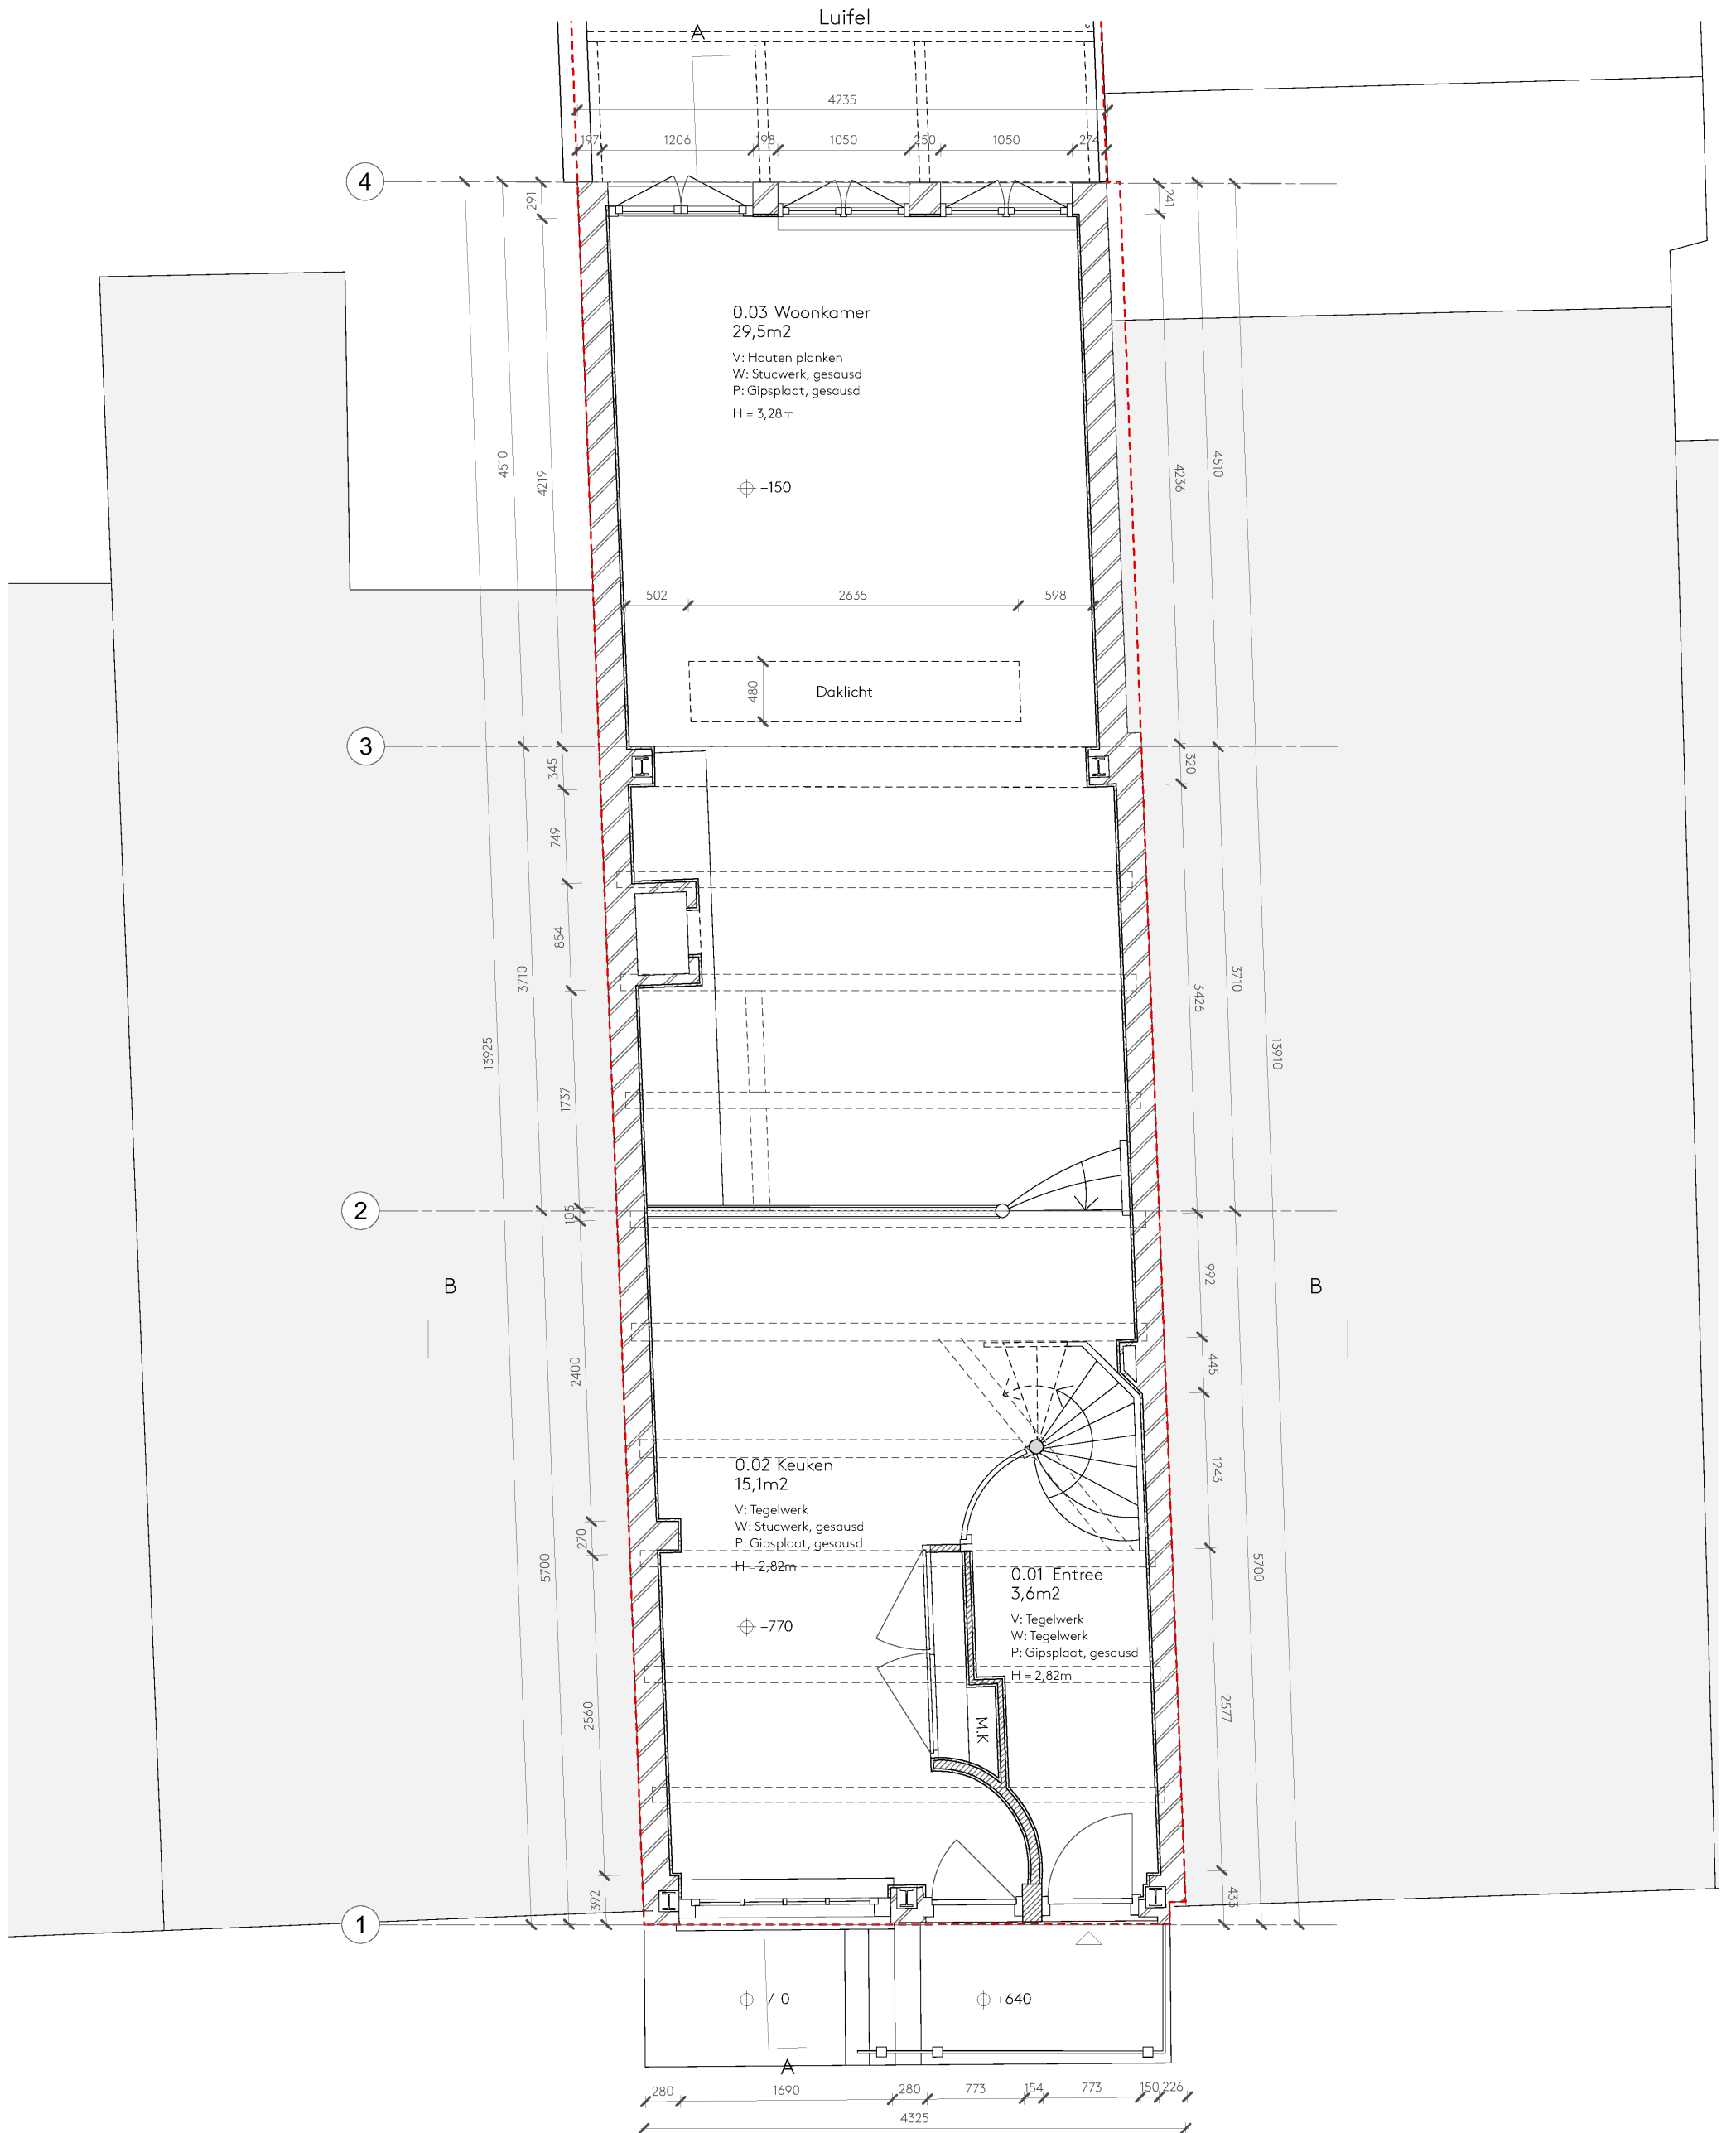 Luifel
A
4235
197
1206
198
1050
250
1050
274
4
291
241
0.03 Woonkamer
29,5m2
V: Houten planken
W: Stucwerk, gesausd
P: Gipsplaat, gesausd
H = 3,28m
4510
4219
4236
4510
+150
502
2635
598
480
Daklicht
3
345
320
749
854
3710
3426
3710
13925
13910
1737
2
105
992
B
B
445
2400
1243
0.02 Keuken
15,1m2
V: Tegelwerk
W: Stucwerk, gesausd
P: Gipsplaat, gesausd
H = 2,82m
270
5700
5700
0.01 Entree
3,6m2
V: Tegelwerk
W: Tegelwerk
P: Gipsplaat, gesausd
H = 2,82m
+770
2560
2577
M.K
392
433
1
+/-0
+640
A
280
1690
280
773
154
773
150
226
4325